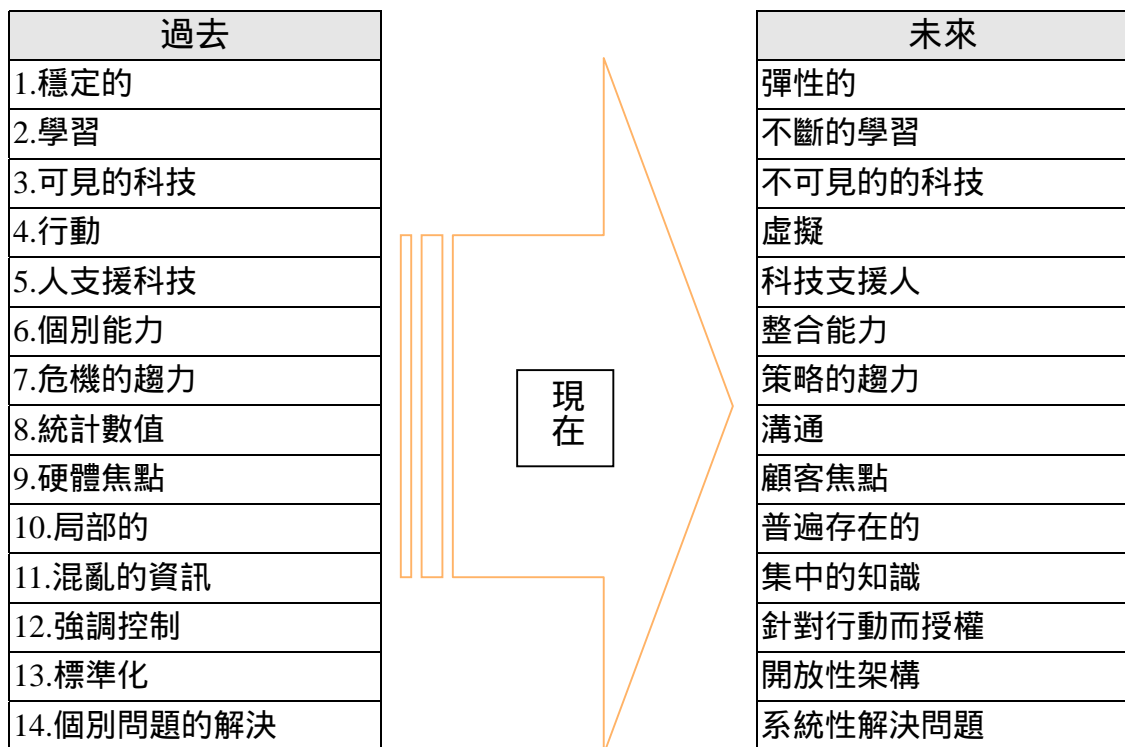 過去
1.穩定的
2.學習
3.可見的科技
4.行動
5.人支援科技
6.個別能力
7.危機的趨力
8.統計數值
9.硬體焦點
10.局部的
11.混亂的資訊
12.強調控制
13.標準化
14.個別問題的解決
現
在
未來
彈性的
不斷的學習
不可見的的科技
虛擬
科技支援人
整合能力
策略的趨力
溝通
顧客焦點
普遍存在的
集中的知識
針對行動而授權
開放性架構
系統性解決問題